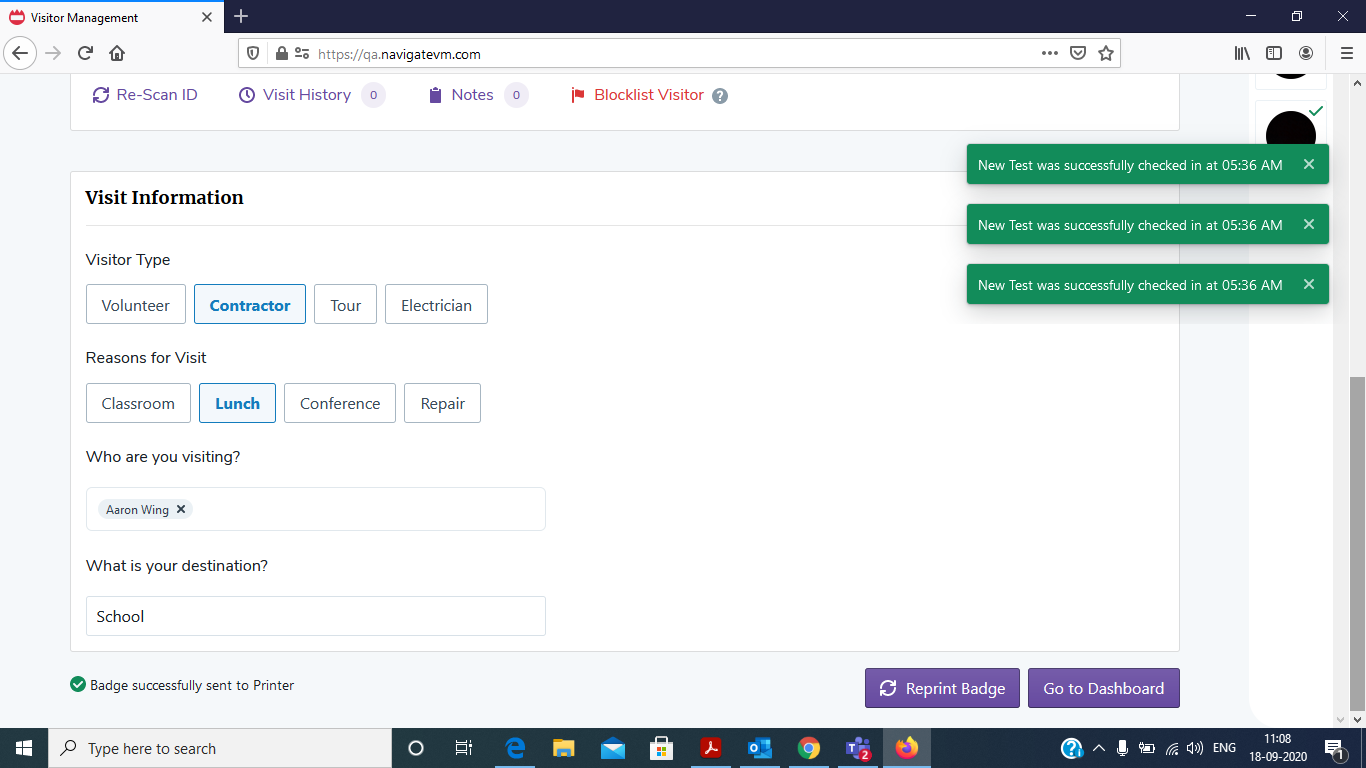 Visitor Management
https://qa.navigatevm.com
Re-Scan ID Visit History 0 Notes 0 Blocklist Visitor ?
New Test was successfully checked in at 05:36 AM
New Test was successfully checked in at 05:36 AM
New Test was successfully checked in at 05:36 AM
Visit Information
Visitor Type
Volunteer Contractor Tour Electrician
Reasons for Visit
Classroom Lunch Conference Repair
Who are you visiting?
Aaron Wing
What is your destination?
School
Badge successfully sent to Printer
Reprint Badge Go to Dashboard
Type here to search
2
ENG
11:08
18-09-2020
1